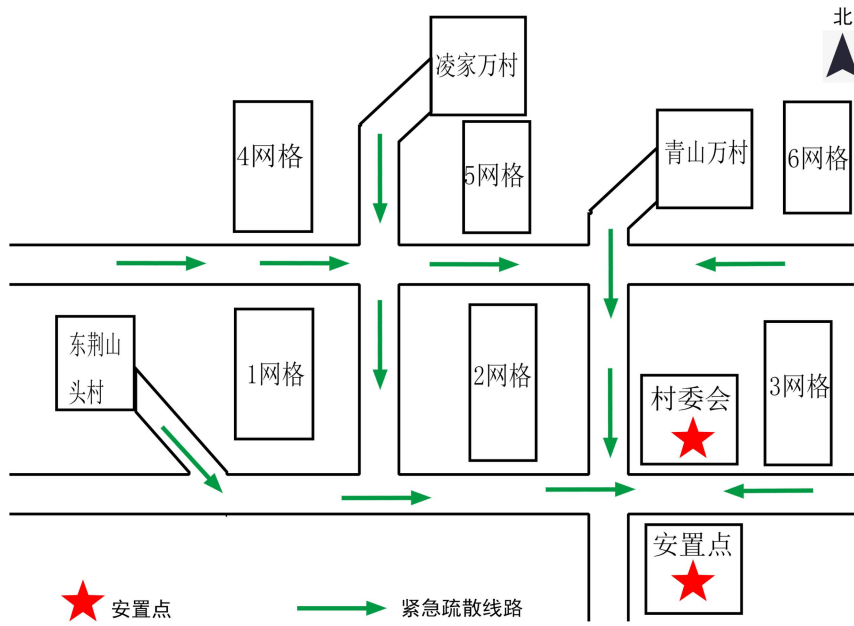 北
凌家万村
4网格
5网格
青山万村
6网格
东荆山
头村
1网格
2网格
村委会
3网格
安置点
安置点
紧急疏散线路